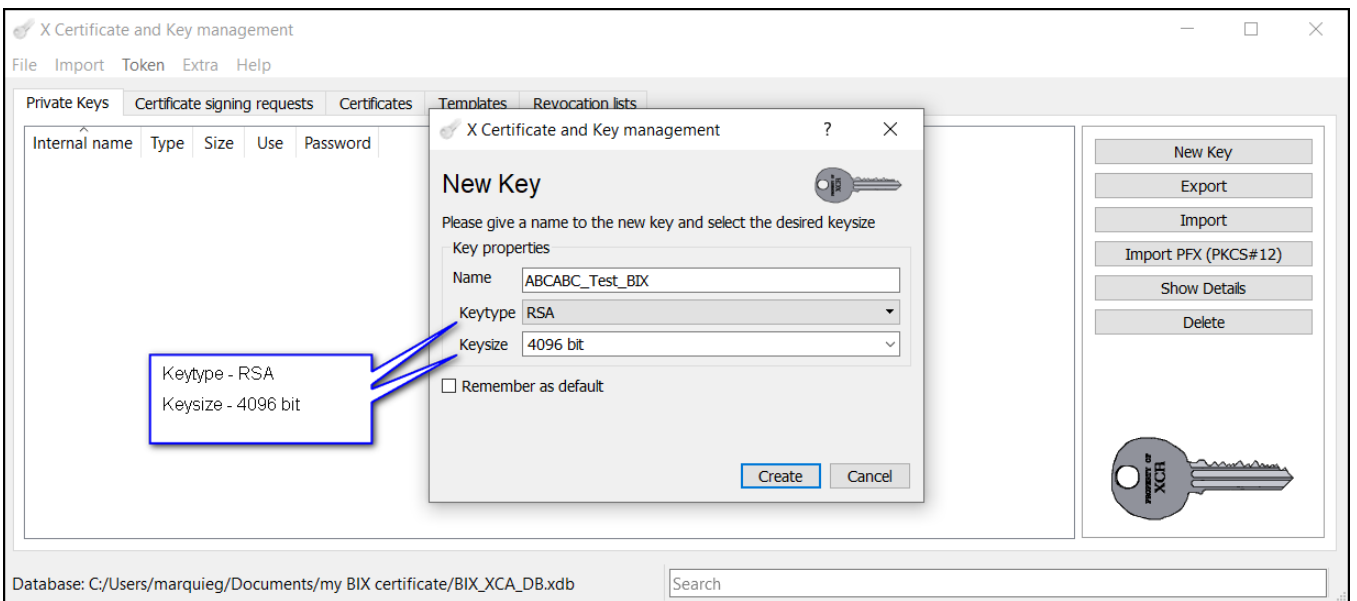 X Certificate and Key management
File Import Token Extra Help
Private Keys Certificate signing requests Certificates Templates Revocation lists
Internal name Type Size Use Password
X Certificate and Key management ? 
New Key
Please give a name to the new key and select the desired keysize
Key properties
Name ABCABC_Test_BIX
Keytype RSA
Keysize 4096 bit
Remember as default
Create Cancel
Keytype - RSA
Keysize - 4096 bit
New Key
Export
Import
Import PFX (PKCS#12)
Show Details
Delete
PROPERTY OF
XCA
Database: C:/Users/marquieg/Documents/my BIX certificate/BIX_XCA_DB.xdb
Search